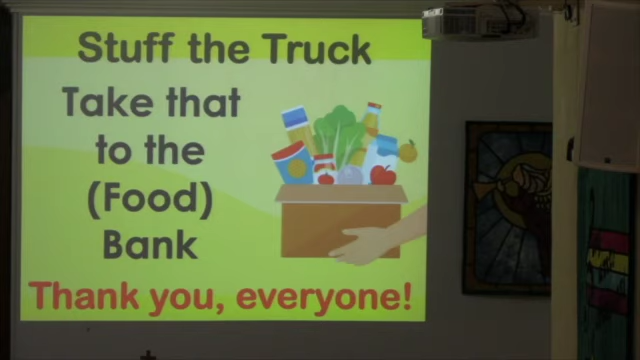 Stuff the Truck
Take that
to the
(Food)
Bank
Thank you, everyone!